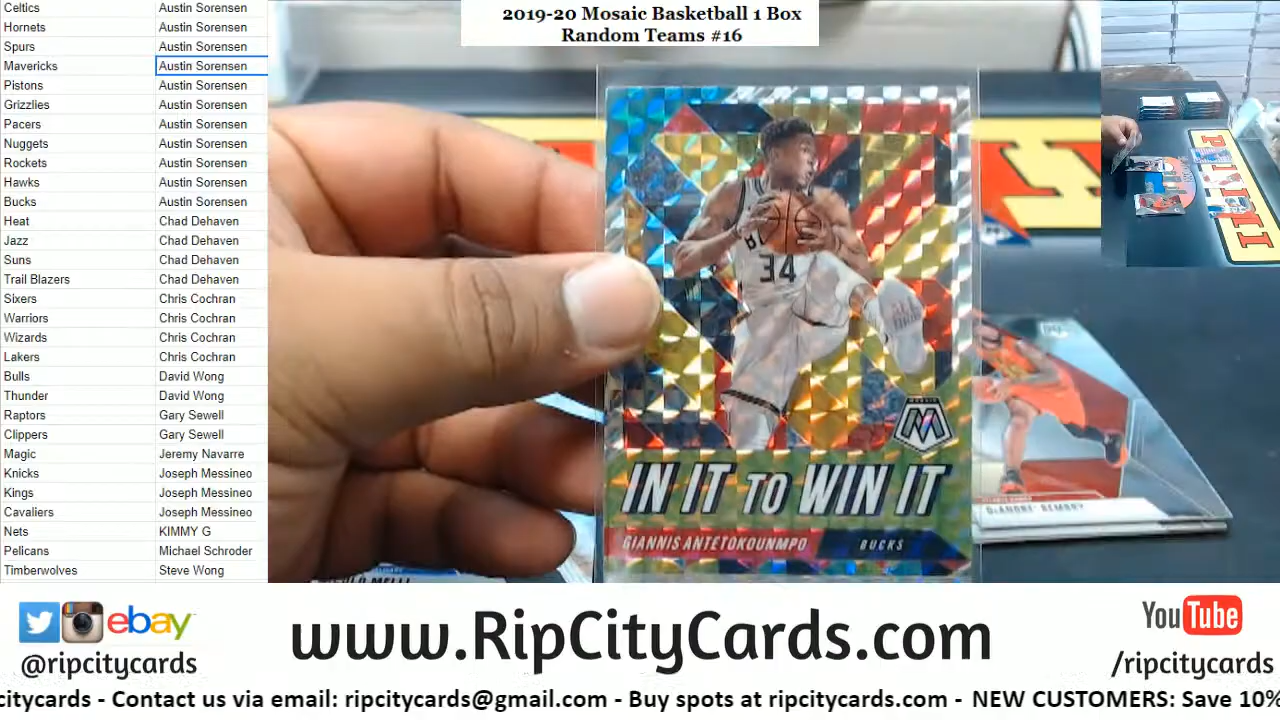 Celtics Austin Sorensen
Hornets Austin Sorensen
Spurs Austin Sorensen
Mavericks Austin Sorensen
Pistons Austin Sorensen
Grizzlies Austin Sorensen
Pacers Austin Sorensen
Nuggets Austin Sorensen
Rockets Austin Sorensen
Hawks Austin Sorensen
Bucks Austin Sorensen
Heat Chad Dehaven
Jazz Chad Dehaven
Suns Chad Dehaven
Trail Blazers Chad Dehaven
Sixers Chris Cochran
Warriors Chris Cochran
Wizards Chris Cochran
Lakers Chris Cochran
Bulls David Wong
Thunder David Wong
Raptors Gary Sewell
Clippers Gary Sewell
Magic Jeremy Navarre
Knicks Joseph Messineo
Kings Joseph Messineo
Cavaliers Joseph Messineo
Nets KIMMY G
Pelicans Michael Schroder
Timberwolves Steve Wong
2019-20 Mosaic Basketball 1 Box
Random Teams #16
34
MOSAIC
M
IN IT TO WIN IT
GIANNIS ANTETOKOUNMPO
BUCKS
DEANDRE' BEMBRY
MELLI
ebay
@ripcitycards
www.RipCityCards.com
YouTube
/ripcitycards
citycards - Contact us via email: ripcitycards@gmail.com - Buy spots at ripcitycards.com - NEW CUSTOMERS: Save 10%